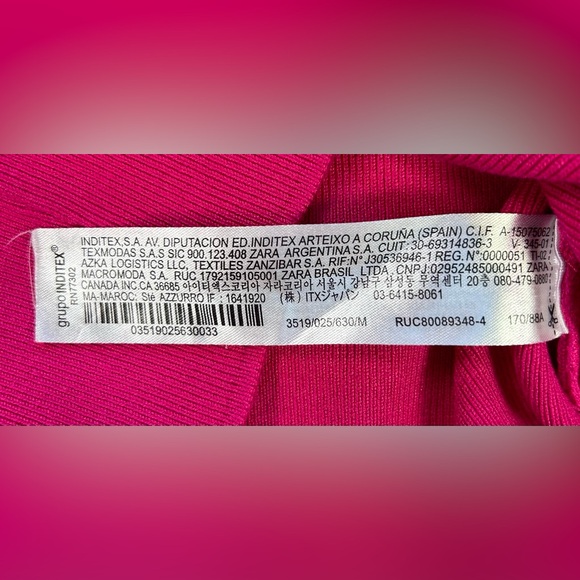 grupoINDITEX®
RN77302
INDITEX,S.A. AV. DIPUTACION ED.INDITEX ARTEIXO A CORUÑA (SPAIN) C.I.F. A-15075062
TEXMODAS S.A.S SIC 900.123.408 ZARA ARGENTINA S.A. CUIT: 30-69314836-3 V- 345-01
AZKA LOGISTICS LLC, TEXTILES ZANZIBAR S.A. RIF:N° J30536946-1 REG.N°:0000051 11-02
MACROMODA S.A. RUC 1792159105001 ZARA BRASIL LTDA , CNPJ:02952485000491 ZARA
CANADA INC.CA 36685 아이티엑스코리아 자라코리아 서울시 강남구 삼성동 무역센터 20층 080-479-0880
MA-MAROC: Sté AZZURRO IF : 1641920 (株) ITXジャパン 03-6415-8061
03519025630033
3519/025/630/M
RUC80089348-4
170/88A